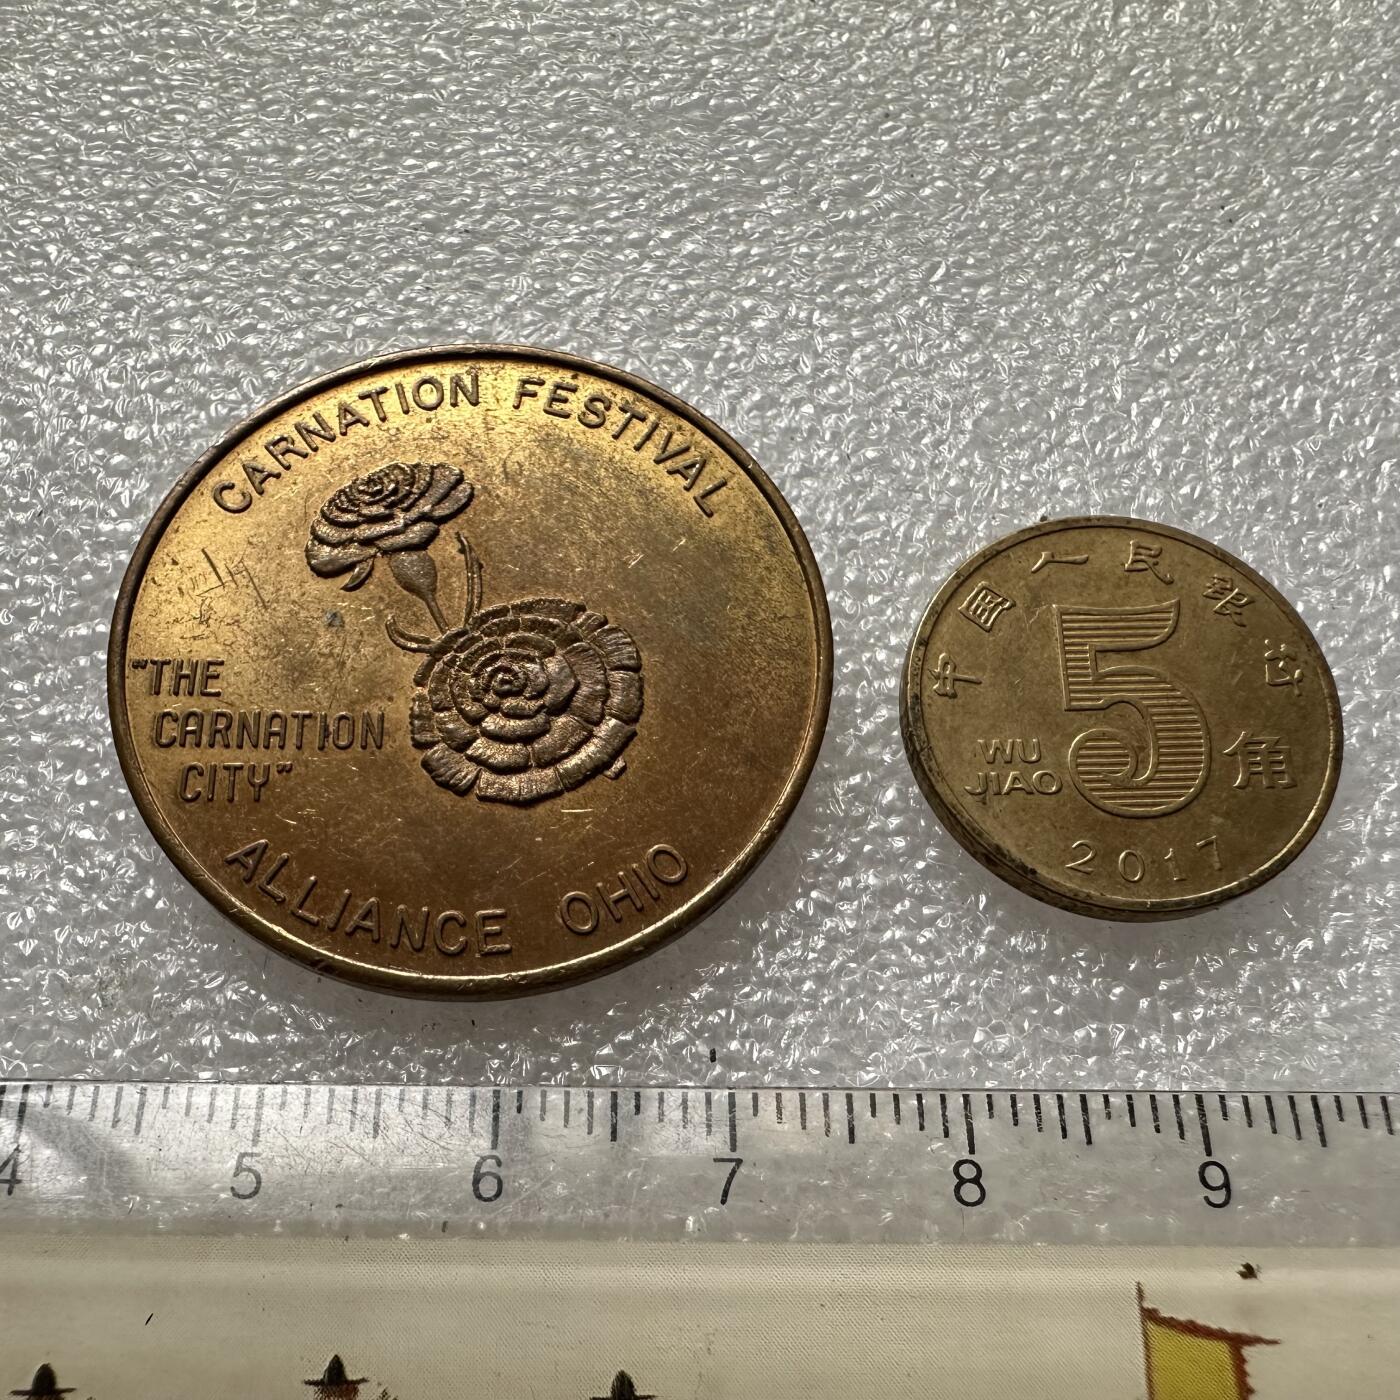 CARNATION FESTIVAL
"THE
CARNATION
CITY"
ALLIANCE OHIO
中国人民银行
5
WU
JIAO
角
2017
4 5 6 7 8 9